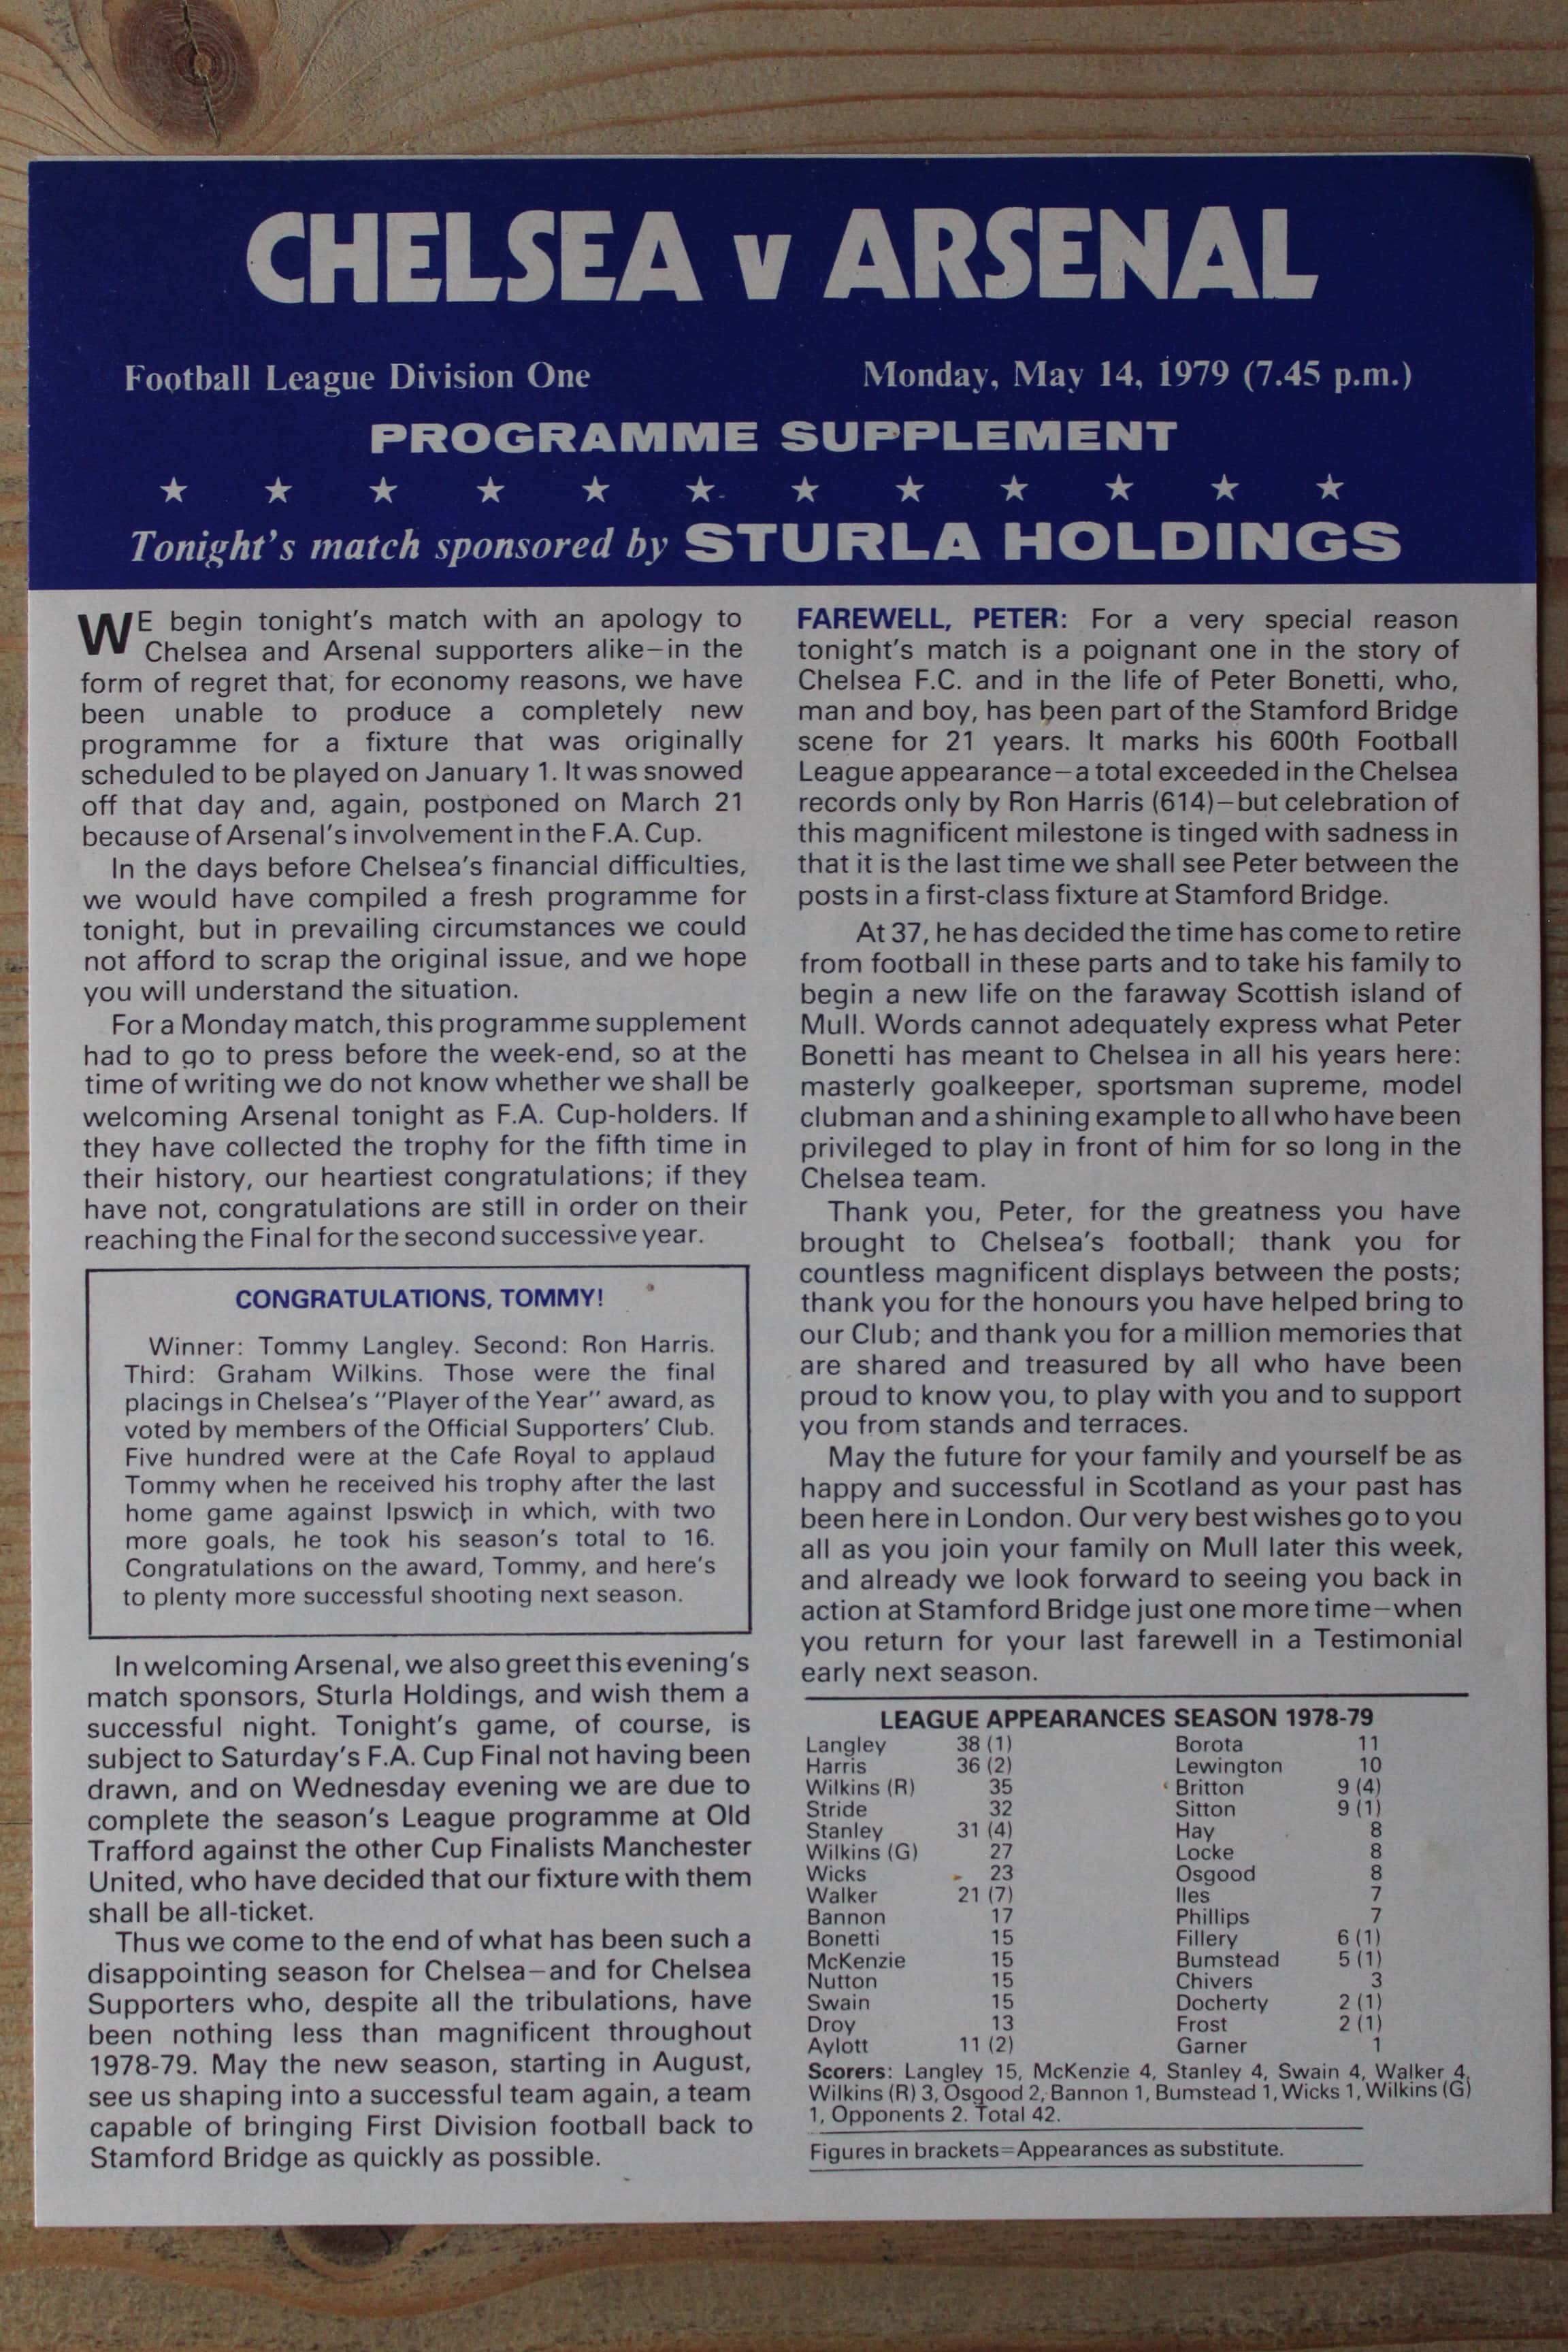 CHELSEA v ARSENAL
Football League Division One
Monday, May 14, 1979 (7.45 p.m.)
PROGRAMME SUPPLEMENT
Tonight's match sponsored by STURLA HOLDINGS
WE begin tonight's match with an apology to
Chelsea and Arsenal supporters alike—in the
form of regret that, for economy reasons, we have
been unable to produce a completely new
programme for a fixture that was originally
scheduled to be played on January 1. It was snowed
off that day and, again, postponed on March 21
because of Arsenal's involvement in the F.A. Cup.
In the days before Chelsea's financial difficulties,
we would have compiled a fresh programme for
tonight, but in prevailing circumstances we could
not afford to scrap the original issue, and we hope
you will understand the situation.
For a Monday match, this programme supplement
had to go to press before the week-end, so at the
time of writing we do not know whether we shall be
welcoming Arsenal tonight as F.A. Cup-holders. If
they have collected the trophy for the fifth time in
their history, our heartiest congratulations; if they
have not, congratulations are still in order on their
reaching the Final for the second successive year.
CONGRATULATIONS, TOMMY!
Winner: Tommy Langley. Second: Ron Harris.
Third: Graham Wilkins. Those were the final
placings in Chelsea's "Player of the Year" award, as
voted by members of the Official Supporters' Club.
Five hundred were at the Cafe Royal to applaud
Tommy when he received his trophy after the last
home game against Ipswich in which, with two
more goals, he took his season's total to 16.
Congratulations on the award, Tommy, and here's
to plenty more successful shooting next season.
In welcoming Arsenal, we also greet this evening's
match sponsors, Sturla Holdings, and wish them a
successful night. Tonight's game, of course, is
subject to Saturday's F.A. Cup Final not having been
drawn, and on Wednesday evening we are due to
complete the season's League programme at Old
Trafford against the other Cup Finalists Manchester
United, who have decided that our fixture with them
shall be all-ticket.
Thus we come to the end of what has been such a
disappointing season for Chelsea—and for Chelsea
Supporters who, despite all the tribulations, have
been nothing less than magnificent throughout
1978-79. May the new season, starting in August,
see us shaping into a successful team again, a team
capable of bringing First Division football back to
Stamford Bridge as quickly as possible.
FAREWELL, PETER: For a very special reason
tonight's match is a poignant one in the story of
Chelsea F.C. and in the life of Peter Bonetti, who,
man and boy, has been part of the Stamford Bridge
scene for 21 years. It marks his 600th Football
League appearance—a total exceeded in the Chelsea
records only by Ron Harris (614)—but celebration of
this magnificent milestone is tinged with sadness in
that it is the last time we shall see Peter between the
posts in a first-class fixture at Stamford Bridge.
At 37, he has decided the time has come to retire
from football in these parts and to take his family to
begin a new life on the faraway Scottish island of
Mull. Words cannot adequately express what Peter
Bonetti has meant to Chelsea in all his years here:
masterly goalkeeper, sportsman supreme, model
clubman and a shining example to all who have been
privileged to play in front of him for so long in the
Chelsea team.
Thank you, Peter, for the greatness you have
brought to Chelsea's football; thank you for
countless magnificent displays between the posts;
thank you for the honours you have helped bring to
our Club; and thank you for a million memories that
are shared and treasured by all who have been
proud to know you, to play with you and to support
you from stands and terraces.
May the future for your family and yourself be as
happy and successful in Scotland as your past has
been here in London. Our very best wishes go to you
all as you join your family on Mull later this week,
and already we look forward to seeing you back in
action at Stamford Bridge just one more time—when
you return for your last farewell in a Testimonial
early next season.
LEAGUE APPEARANCES SEASON 1978-79
Langley 38 (1) Borota 11
Harris 36 (2) Lewington 10
Wilkins (R) 35 Britton 9 (4)
Stride 32 Sitton 9 (1)
Stanley 31 (4) Hay 8
Wilkins (G) 27 Locke 8
Wicks 23 Osgood 8
Walker 21 (7) Iles 7
Bannon 17 Phillips 7
Bonetti 15 Fillery 6 (1)
McKenzie 15 Bumstead 5 (1)
Nutton 15 Chivers 3
Swain 15 Docherty 2 (1)
Droy 13 Frost 2 (1)
Aylott 11 (2) Garner 1
Scorers: Langley 15, McKenzie 4, Stanley 4, Swain 4, Walker 4,
Wilkins (R) 3, Osgood 2, Bannon 1, Bumstead 1, Wicks 1, Wilkins (G)
1, Opponents 2. Total 42.
Figures in brackets=Appearances as substitute.